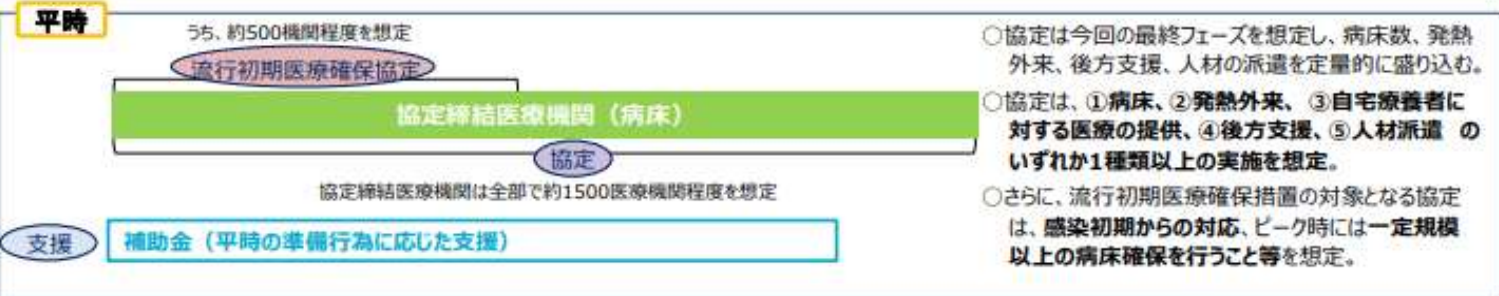 平時
うち、約500機関程度を想定
流行初期医療確保協定
協定締結医療機関（病床）
協定
協定締結医療機関は全部で約1500医療機関程度を想定
支援
補助金（平時の準備行為に応じた支援）
○協定は今回の最終フェーズを想定し、病床数、発熱
外来、後方支援、人材の派遣を定量的に盛り込む。
○協定は、①病床、②発熱外来、 ③自宅療養者に
対する医療の提供、④後方支援、⑤人材派遣 の
いずれか1種類以上の実施を想定。
○さらに、流行初期医療確保措置の対象となる協定
は、感染初期からの対応、ピーク時には一定規模
以上の病床確保を行うこと等を想定。